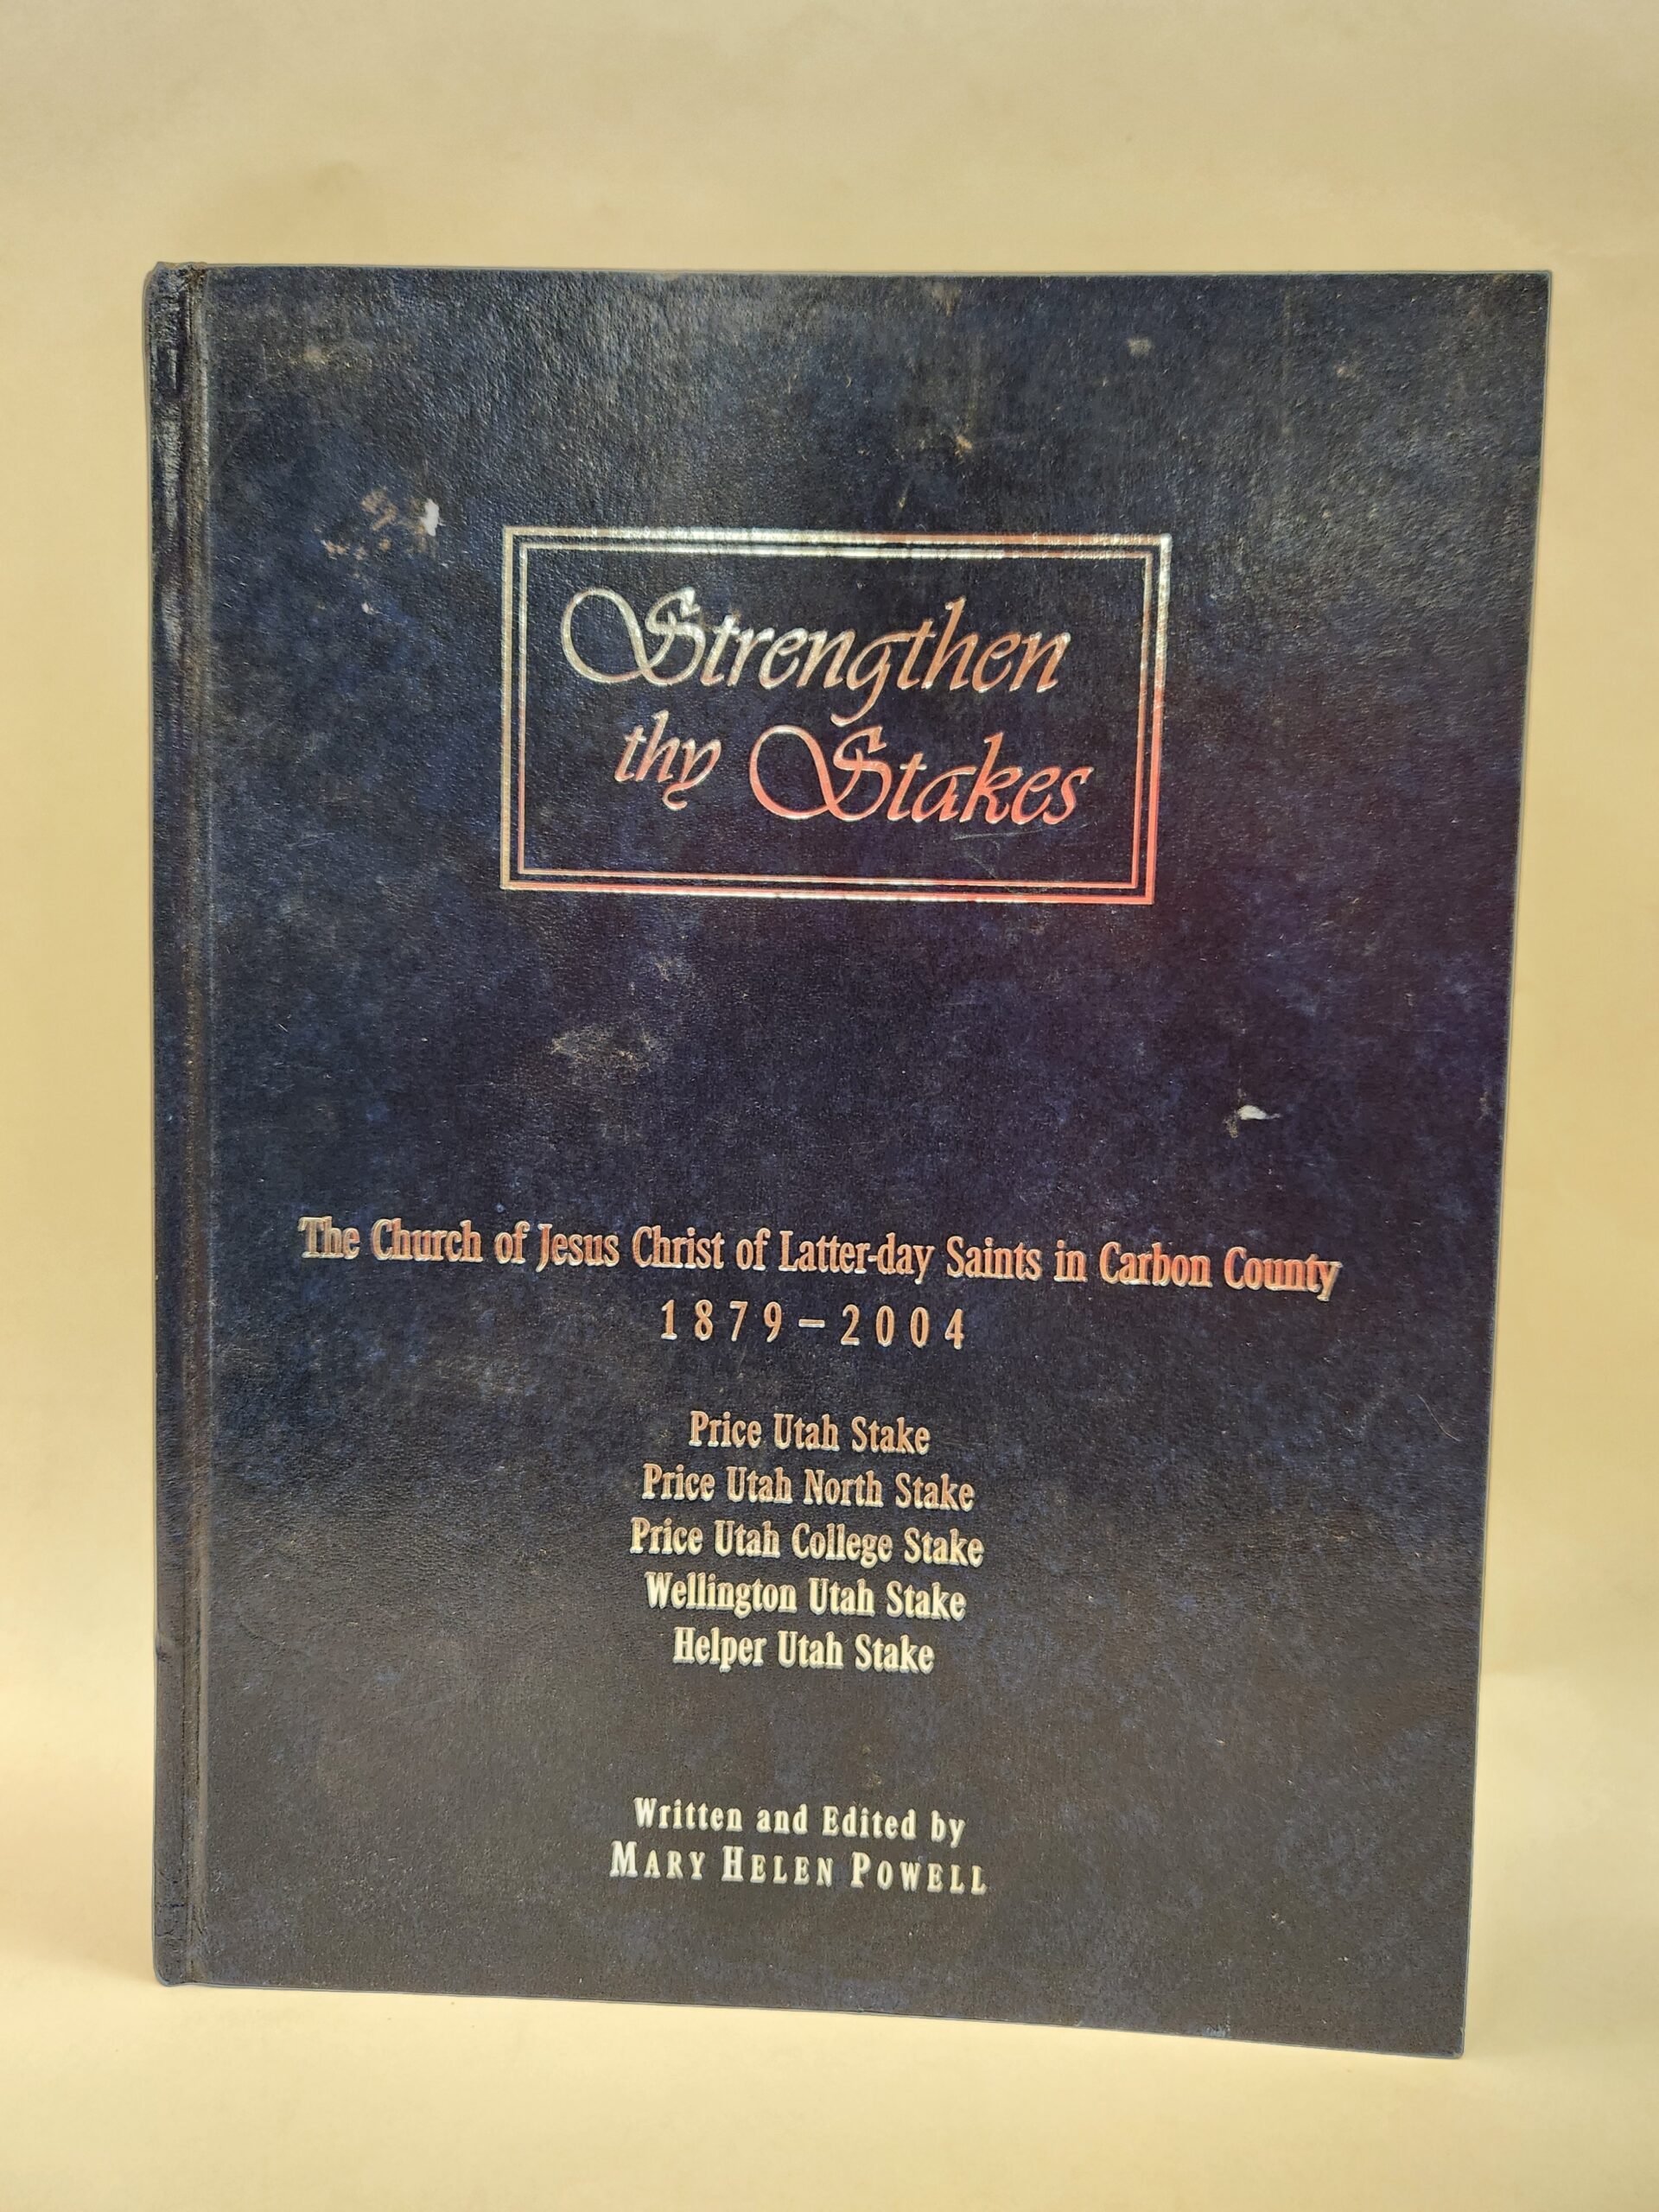 Strengthen
thy Stakes
The Church of Jesus Christ of Latter-day Saints in Carbon County
1879–2004
Price Utah Stake
Price Utah North Stake
Price Utah College Stake
Wellington Utah Stake
Helper Utah Stake
Written and Edited by
MARY HELEN POWELL